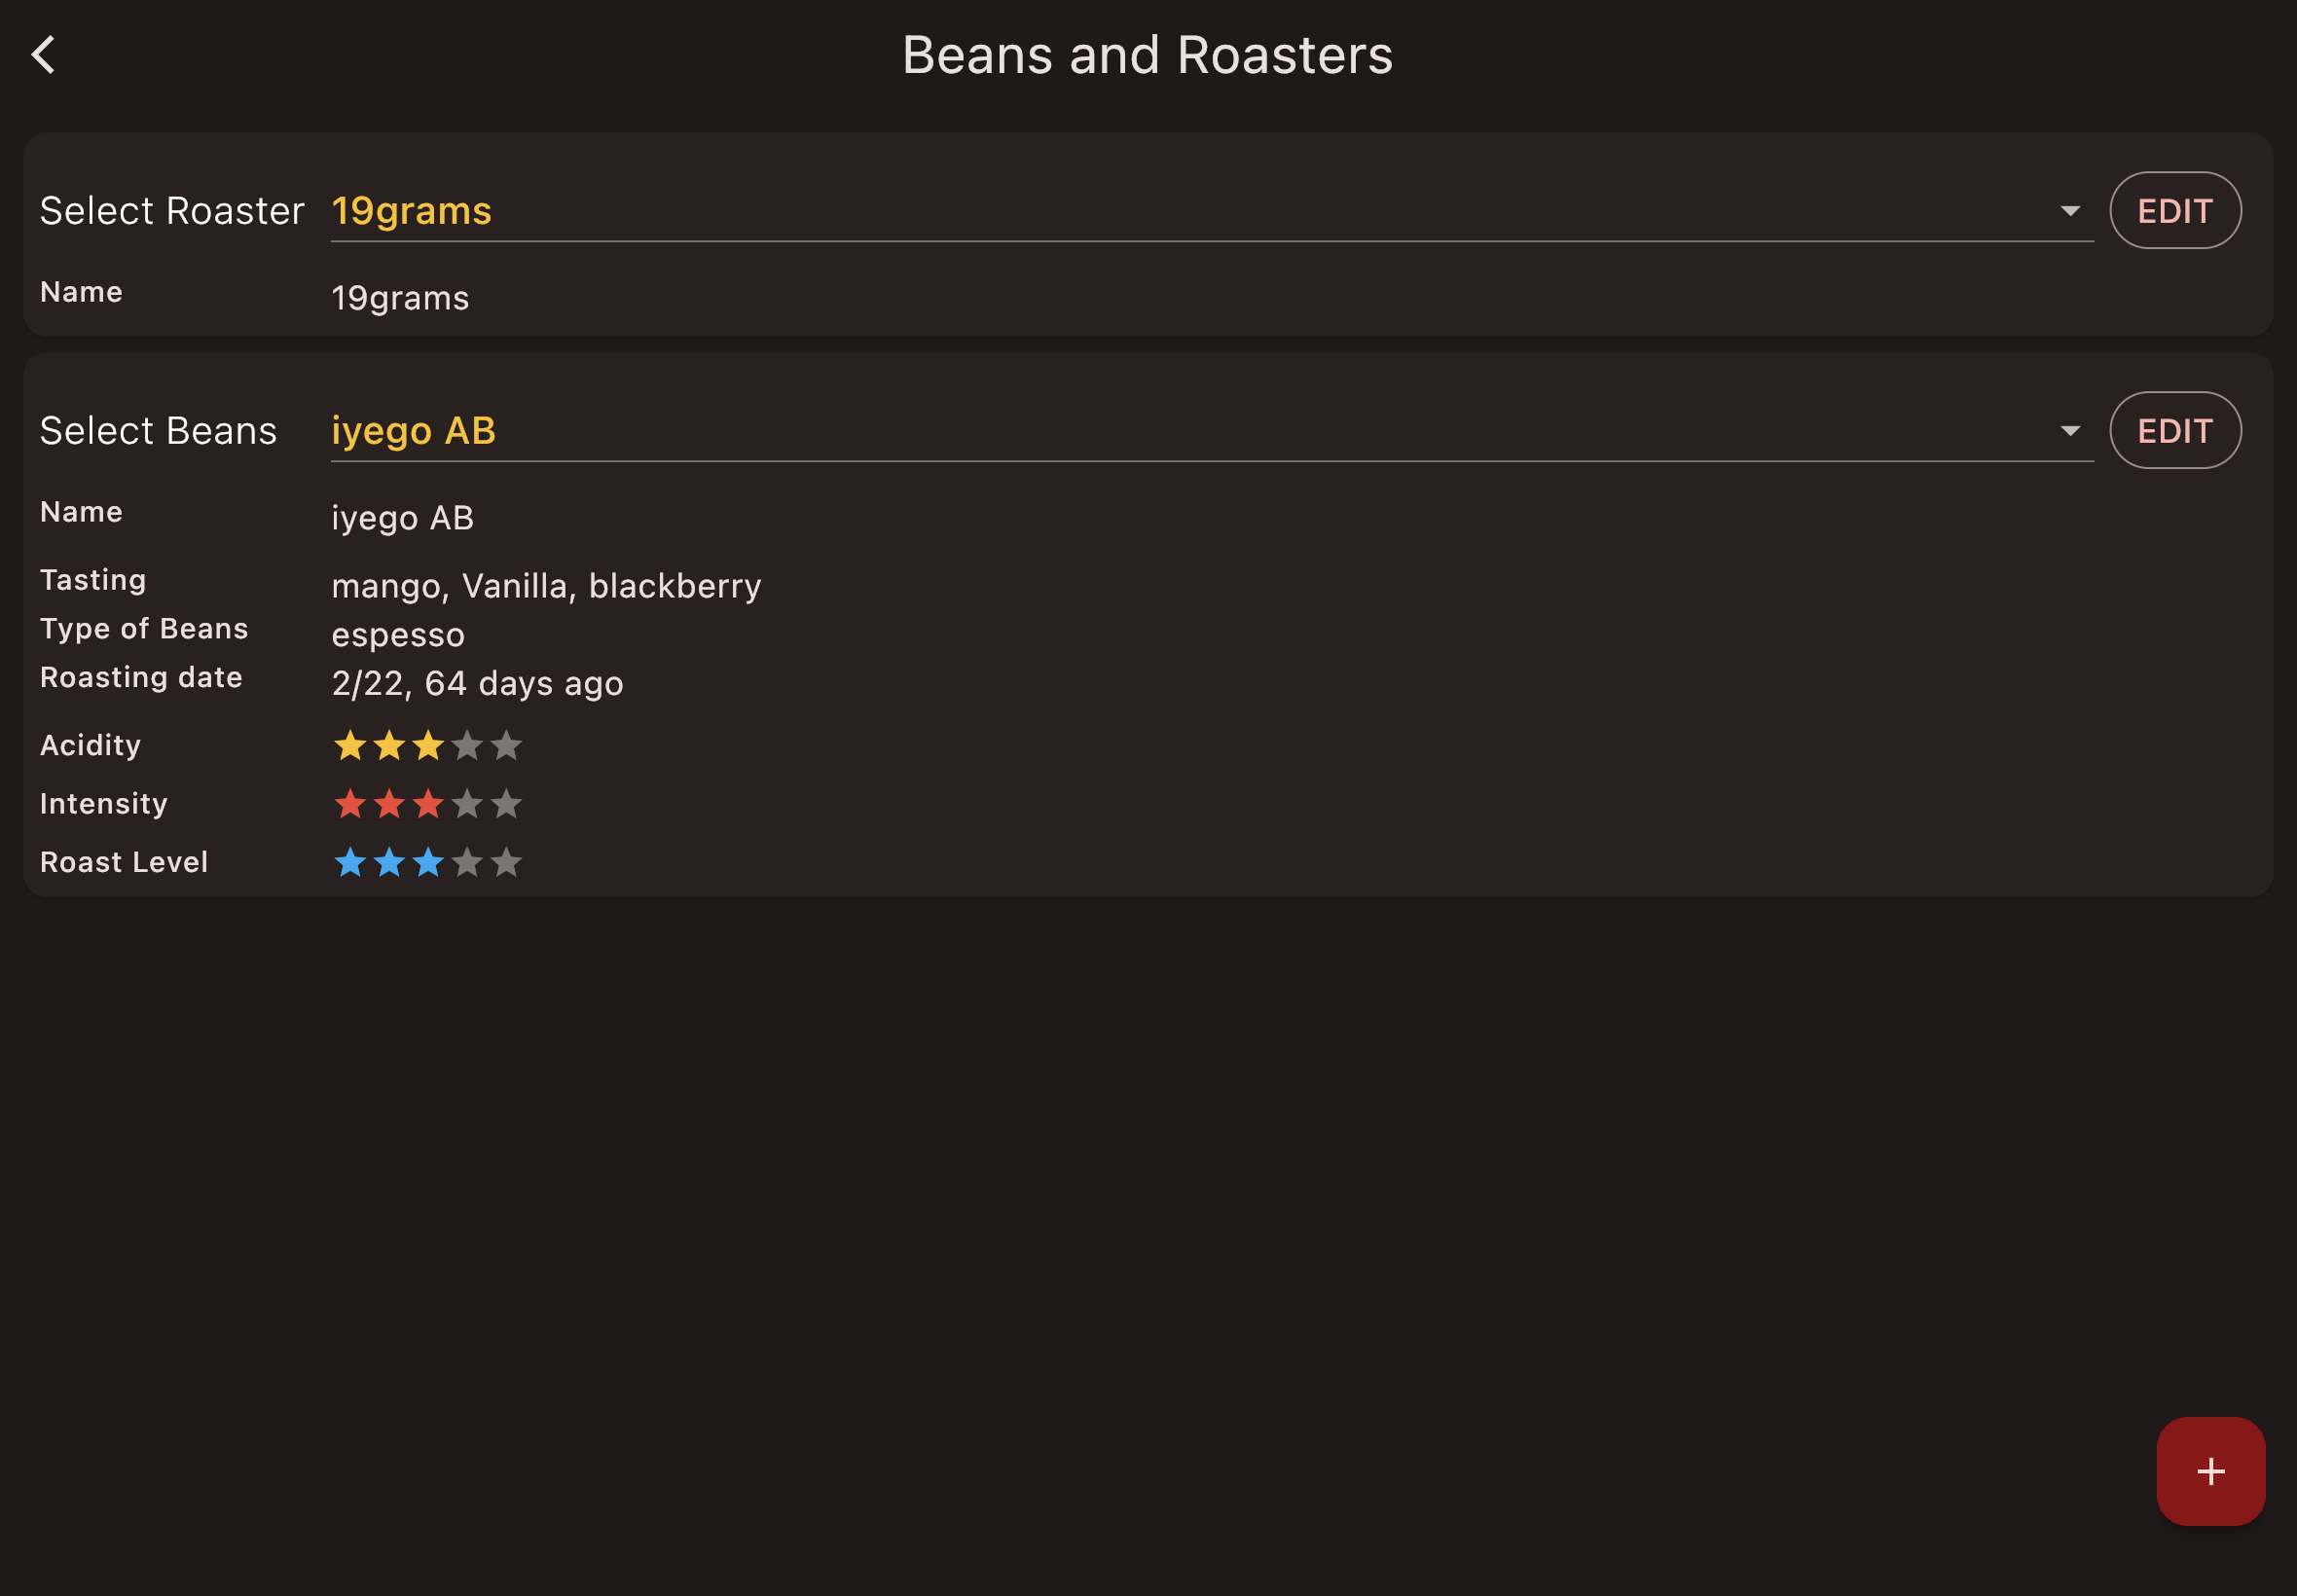 Beans and Roasters
Select Roaster 19grams EDIT
Name 19grams
Select Beans iyego AB EDIT
Name iyego AB
Tasting mango, Vanilla, blackberry
Type of Beans espesso
Roasting date 2/22, 64 days ago
Acidity
Intensity
Roast Level
+